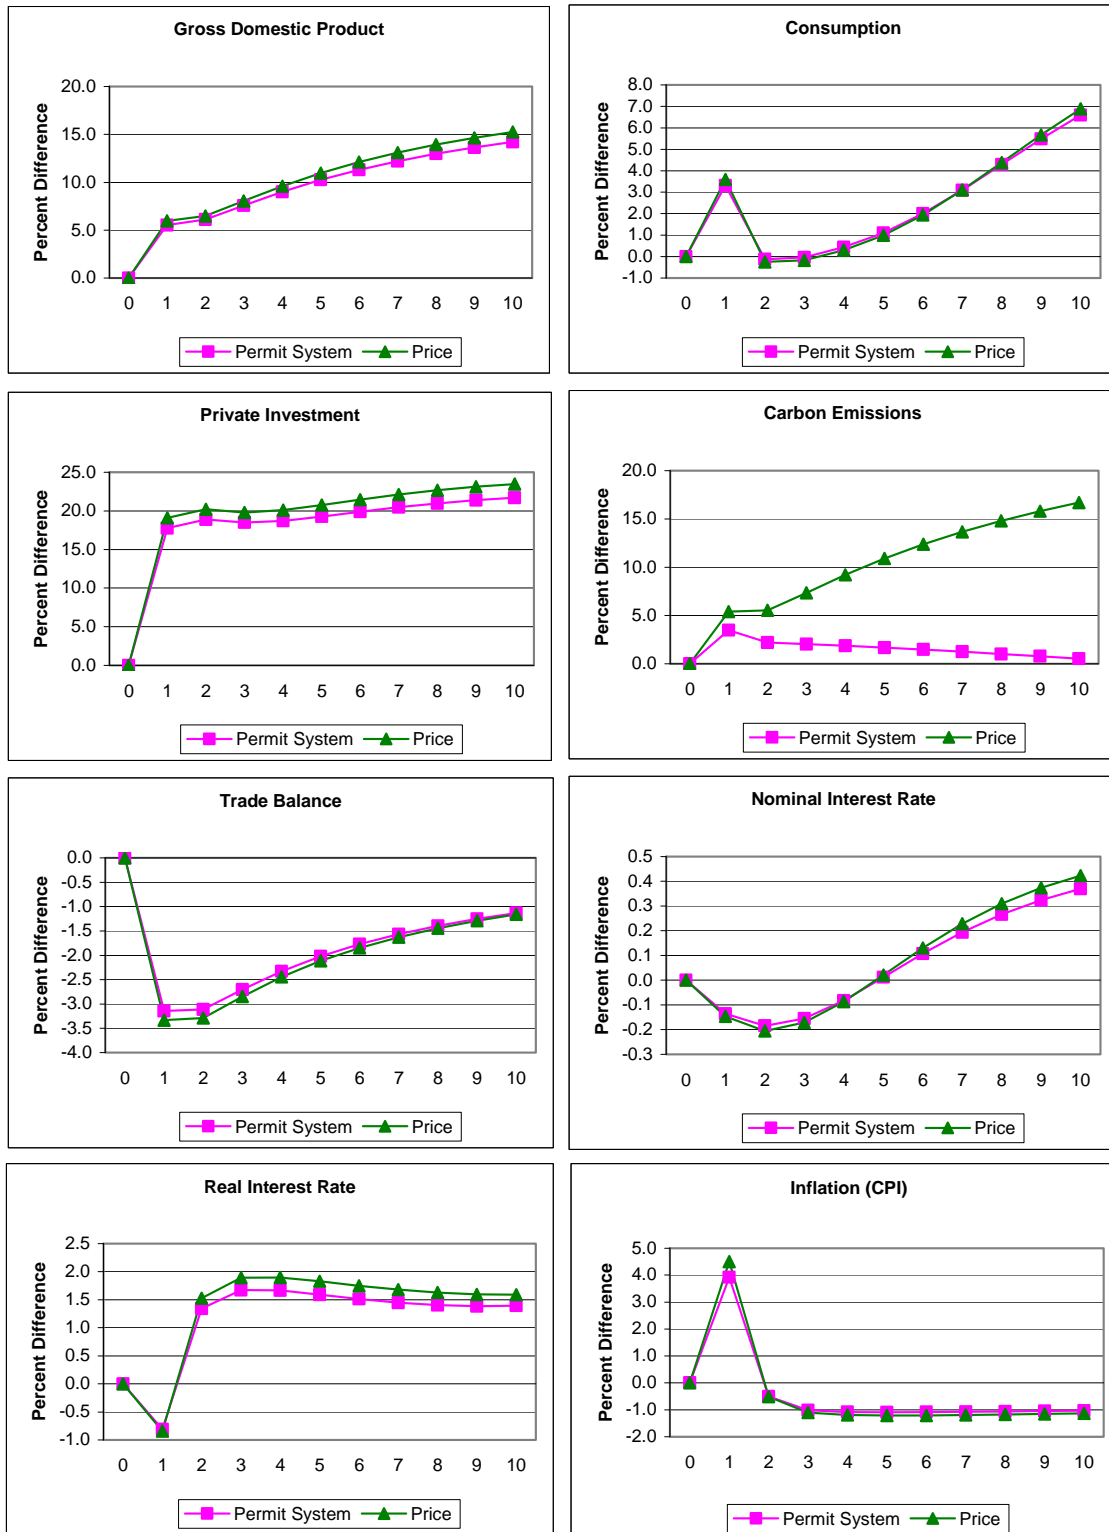 Gross Domestic Product
Percent Difference
20.0
15.0
10.0
5.0
0.0
0 1 2 3 4 5 6 7 8 9 10
Permit System Price
Consumption
Percent Difference
8.0
7.0
6.0
5.0
4.0
3.0
2.0
1.0
0.0
-1.0
0 1 2 3 4 5 6 7 8 9 10
Permit System Price
Private Investment
Percent Difference
25.0
20.0
15.0
10.0
5.0
0.0
0 1 2 3 4 5 6 7 8 9 10
Permit System Price
Carbon Emissions
Percent Difference
20.0
15.0
10.0
5.0
0.0
0 1 2 3 4 5 6 7 8 9 10
Permit System Price
Trade Balance
Percent Difference
0.0
-0.5
-1.0
-1.5
-2.0
-2.5
-3.0
-3.5
-4.0
0 1 2 3 4 5 6 7 8 9 10
Permit System Price
Nominal Interest Rate
Percent Difference
0.5
0.4
0.3
0.2
0.1
0.0
-0.1
-0.2
-0.3
0 1 2 3 4 5 6 7 8 9 10
Permit System Price
Real Interest Rate
Percent Difference
2.5
2.0
1.5
1.0
0.5
0.0
-0.5
-1.0
0 1 2 3 4 5 6 7 8 9 10
Permit System Price
Inflation (CPI)
Percent Difference
5.0
4.0
3.0
2.0
1.0
0.0
-1.0
-2.0
0 1 2 3 4 5 6 7 8 9 10
Permit System Price